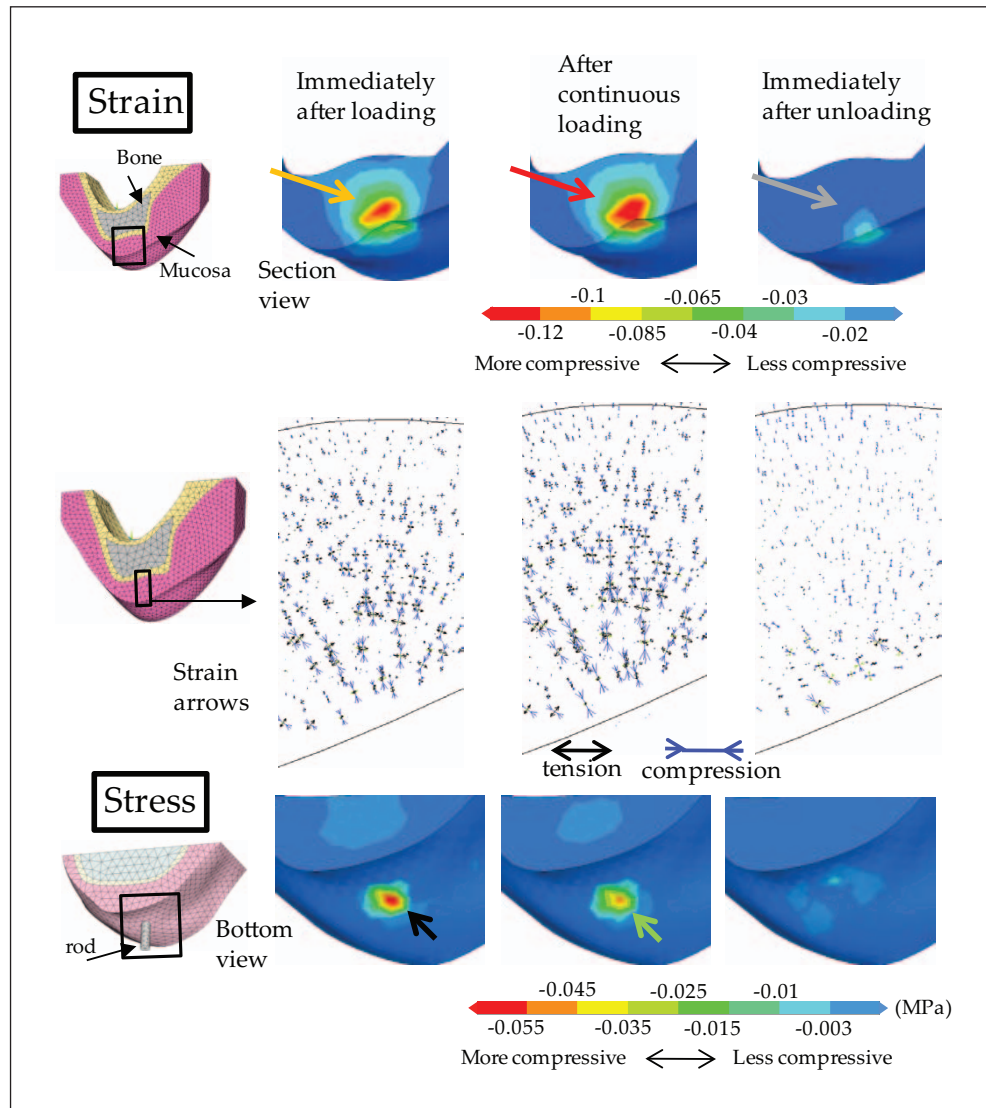 Strain
Immediately
after loading
After
continuous
loading
Immediately
after unloading
Bone
Mucosa
Section
view
-0.1
-0.065
-0.03
-0.12
-0.085
-0.04
-0.02
More compressive
Less compressive
Strain
arrows
tension
compression
Stress
rod
Bottom
view
-0.045
-0.025
-0.01
(MPa)
-0.055
-0.035
-0.015
-0.003
More compressive
Less compressive